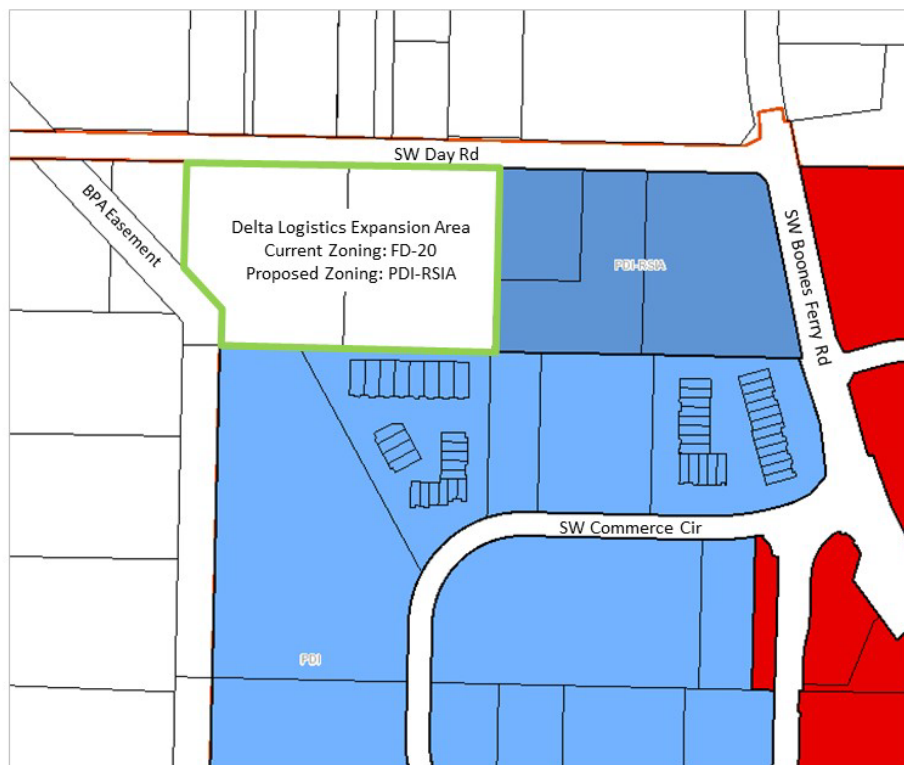 SW Day Rd
BPA Easement
Delta Logistics Expansion Area
Current Zoning: FD-20
Proposed Zoning: PDI-RSIA
PDI-RSIA
SW Boones Ferry Rd
SW Commerce Cir
PDI